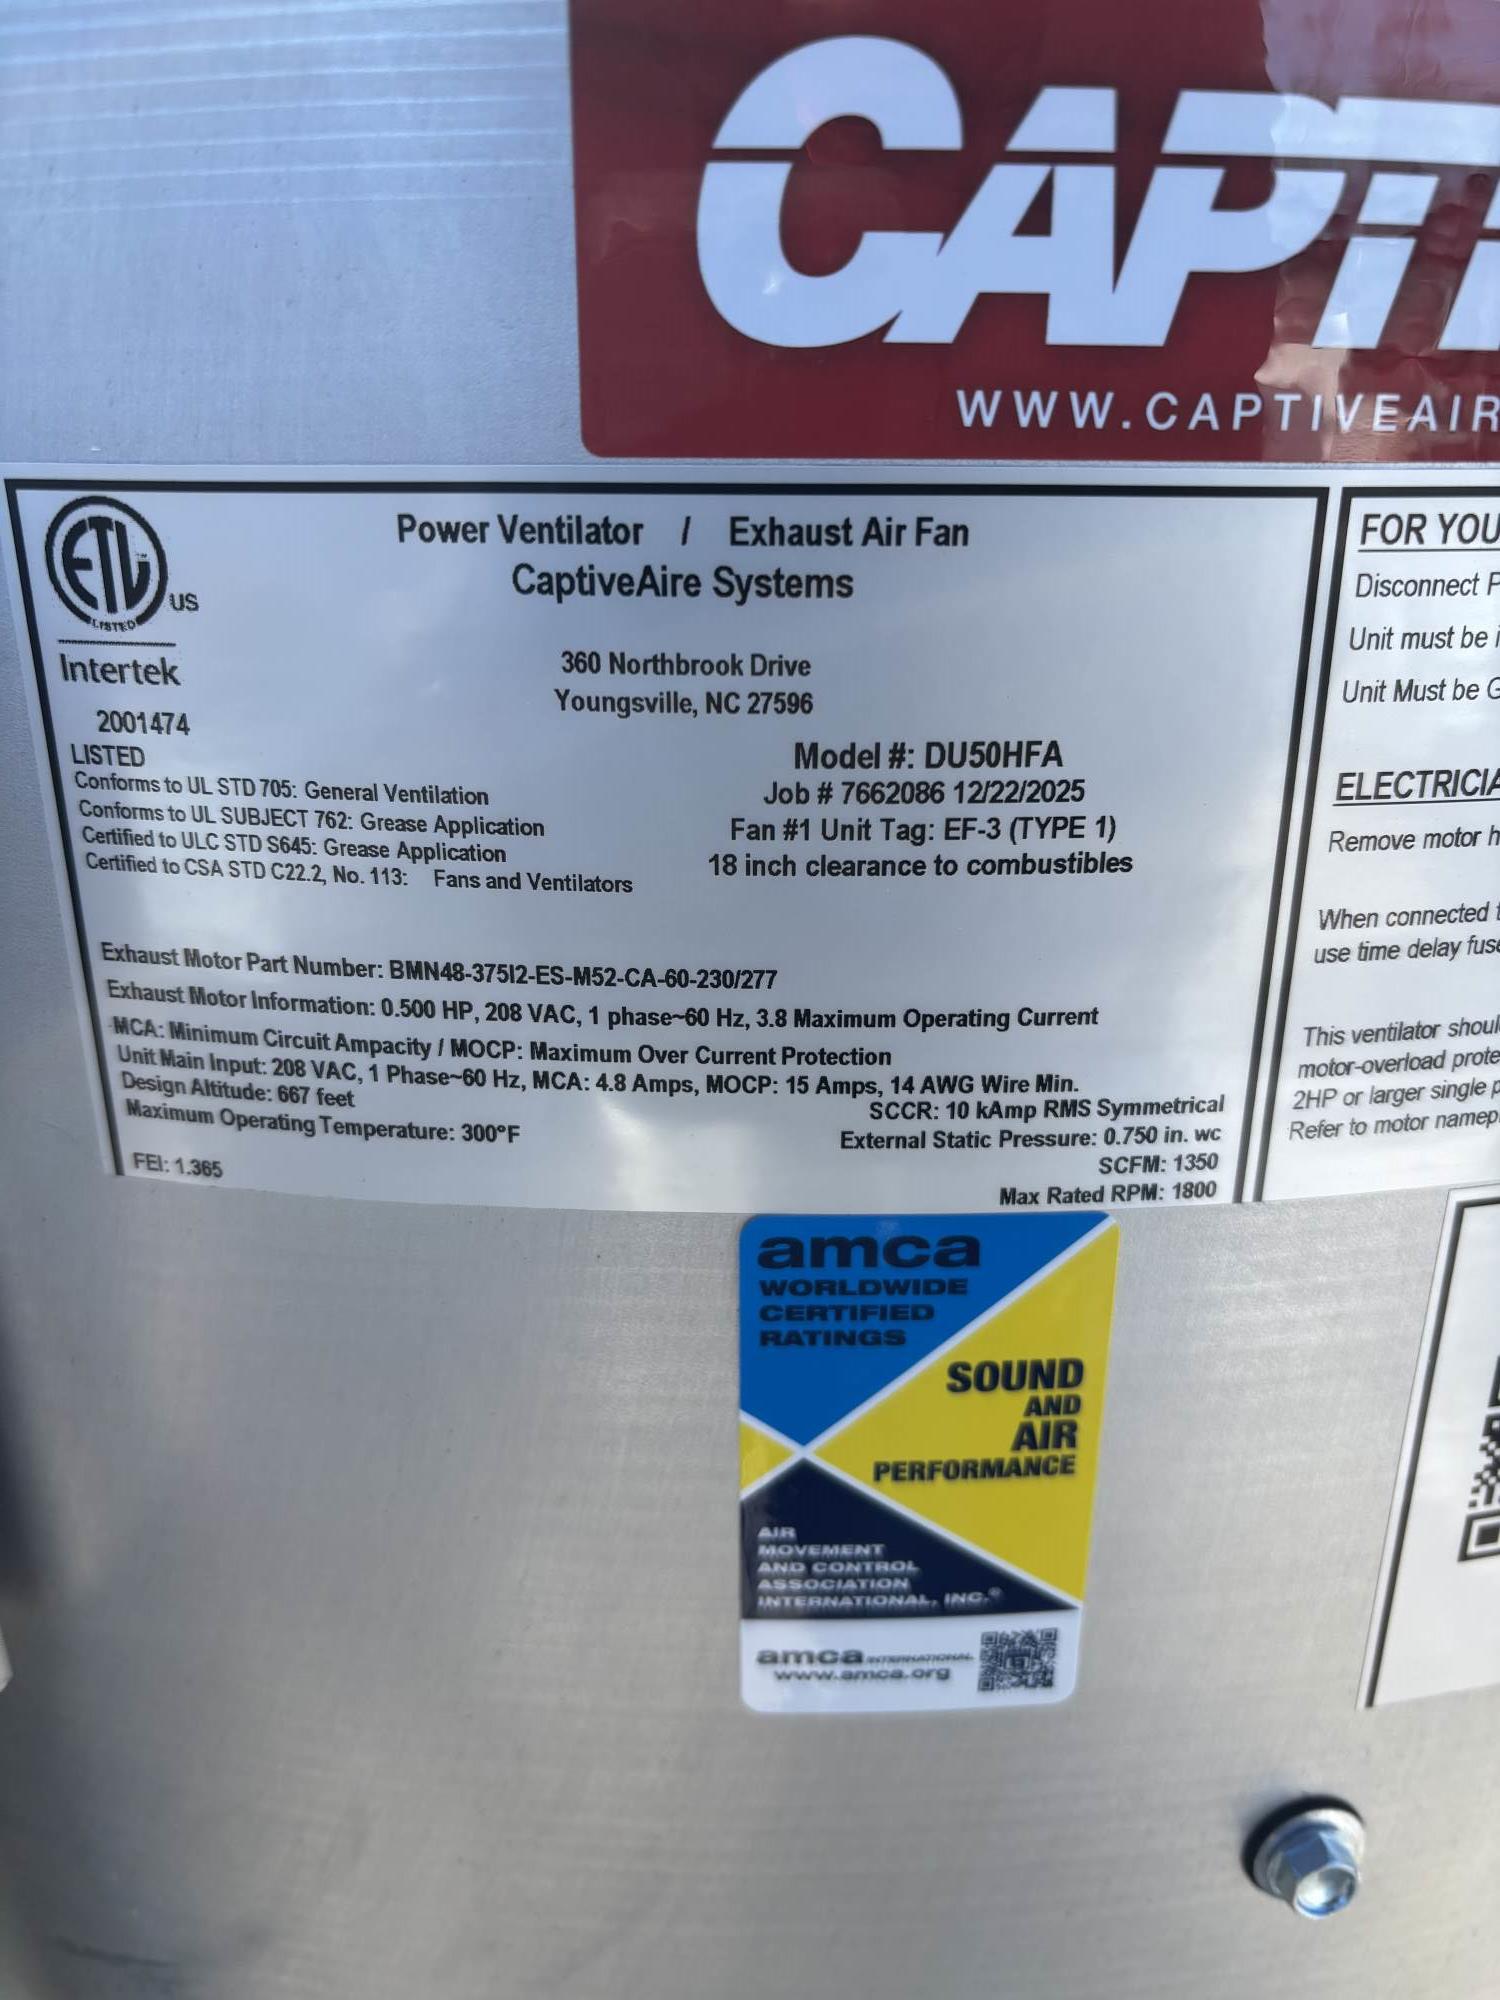 CAPTI
WWW.CAPTIVEAIR
ETL
LISTED
US
Intertek
2001474
LISTED
Conforms to UL STD 705: General Ventilation
Conforms to UL SUBJECT 762: Grease Application
Certified to ULC STD S645: Grease Application
Certified to CSA STD C22.2, No. 113: Fans and Ventilators
Power Ventilator / Exhaust Air Fan
CaptiveAire Systems
360 Northbrook Drive
Youngsville, NC 27596
Model #: DU50HFA
Job # 7662086 12/22/2025
Fan #1 Unit Tag: EF-3 (TYPE 1)
18 inch clearance to combustibles
Exhaust Motor Part Number: BMN48-375I2-ES-M52-CA-60-230/277
Exhaust Motor Information: 0.500 HP, 208 VAC, 1 phase~60 Hz, 3.8 Maximum Operating Current
MCA: Minimum Circuit Ampacity / MOCP: Maximum Over Current Protection
Unit Main Input: 208 VAC, 1 Phase~60 Hz, MCA: 4.8 Amps, MOCP: 15 Amps, 14 AWG Wire Min.
Design Altitude: 667 feet
Maximum Operating Temperature: 300°F
FEI: 1.365
SCCR: 10 kAmp RMS Symmetrical
External Static Pressure: 0.750 in. wc
SCFM: 1350
Max Rated RPM: 1800
FOR YOU
Disconnect P
Unit must be i
Unit Must be G
ELECTRICIA
Remove motor h
When connected t
use time delay fuse
This ventilator shoul
motor-overload prote
2HP or larger single p
Refer to motor namepl
amca
WORLDWIDE
CERTIFIED
RATINGS
SOUND
AND
AIR
PERFORMANCE
AIR
MOVEMENT
AND CONTROL
ASSOCIATION
INTERNATIONAL, INC.®
amca INTERNATIONAL
www.amca.org